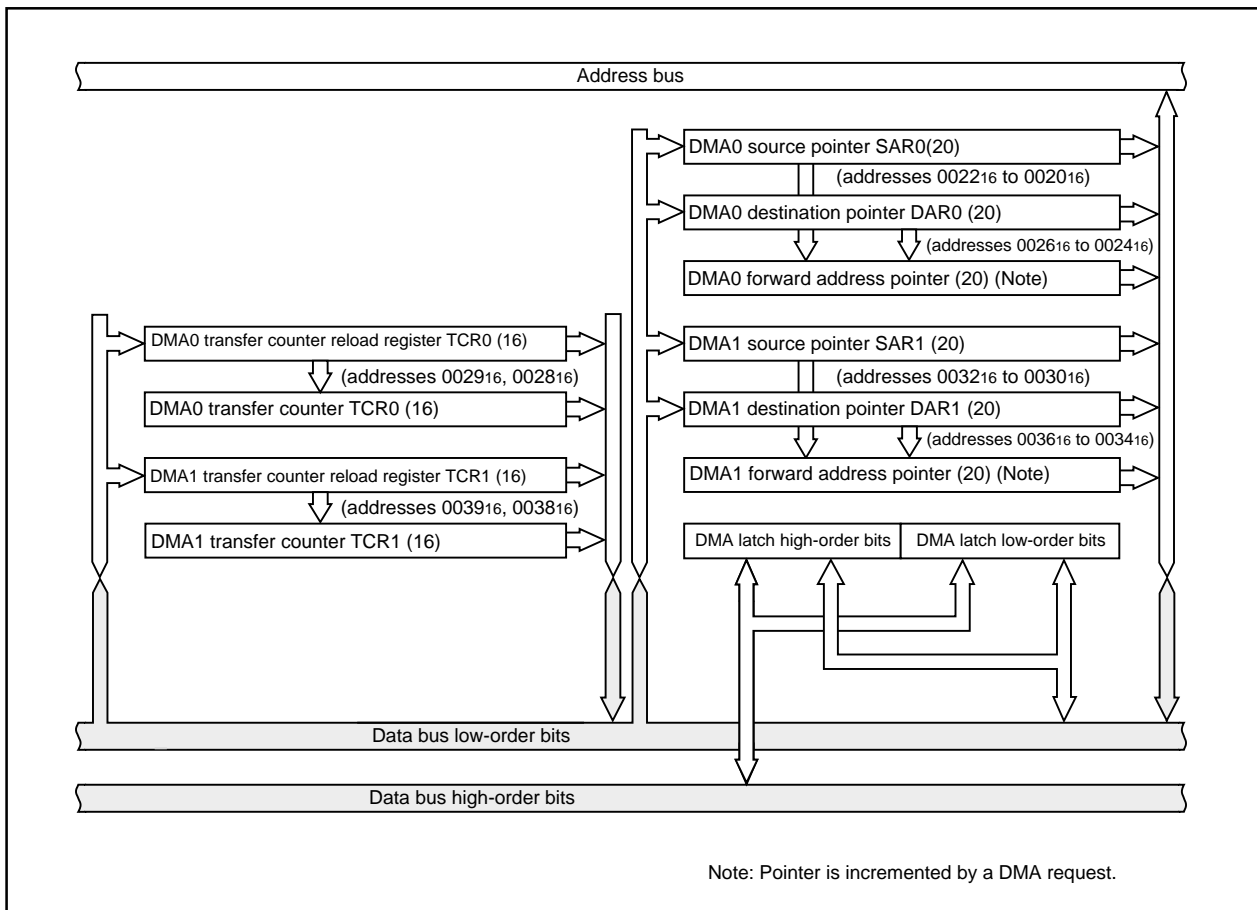 Address bus
DMA0 source pointer SAR0(20)
(addresses 002216 to 002016)
DMA0 destination pointer DAR0 (20)
(addresses 002616 to 002416)
DMA0 forward address pointer (20) (Note)
DMA0 transfer counter reload register TCR0 (16)
(addresses 002916, 002816)
DMA0 transfer counter TCR0 (16)
DMA1 transfer counter reload register TCR1 (16)
(addresses 003916, 003816)
DMA1 transfer counter TCR1 (16)
DMA1 source pointer SAR1 (20)
(addresses 003216 to 003016)
DMA1 destination pointer DAR1 (20)
(addresses 003616 to 003416)
DMA1 forward address pointer (20) (Note)
DMA latch high-order bits
DMA latch low-order bits
Data bus low-order bits
Data bus high-order bits
Note: Pointer is incremented by a DMA request.